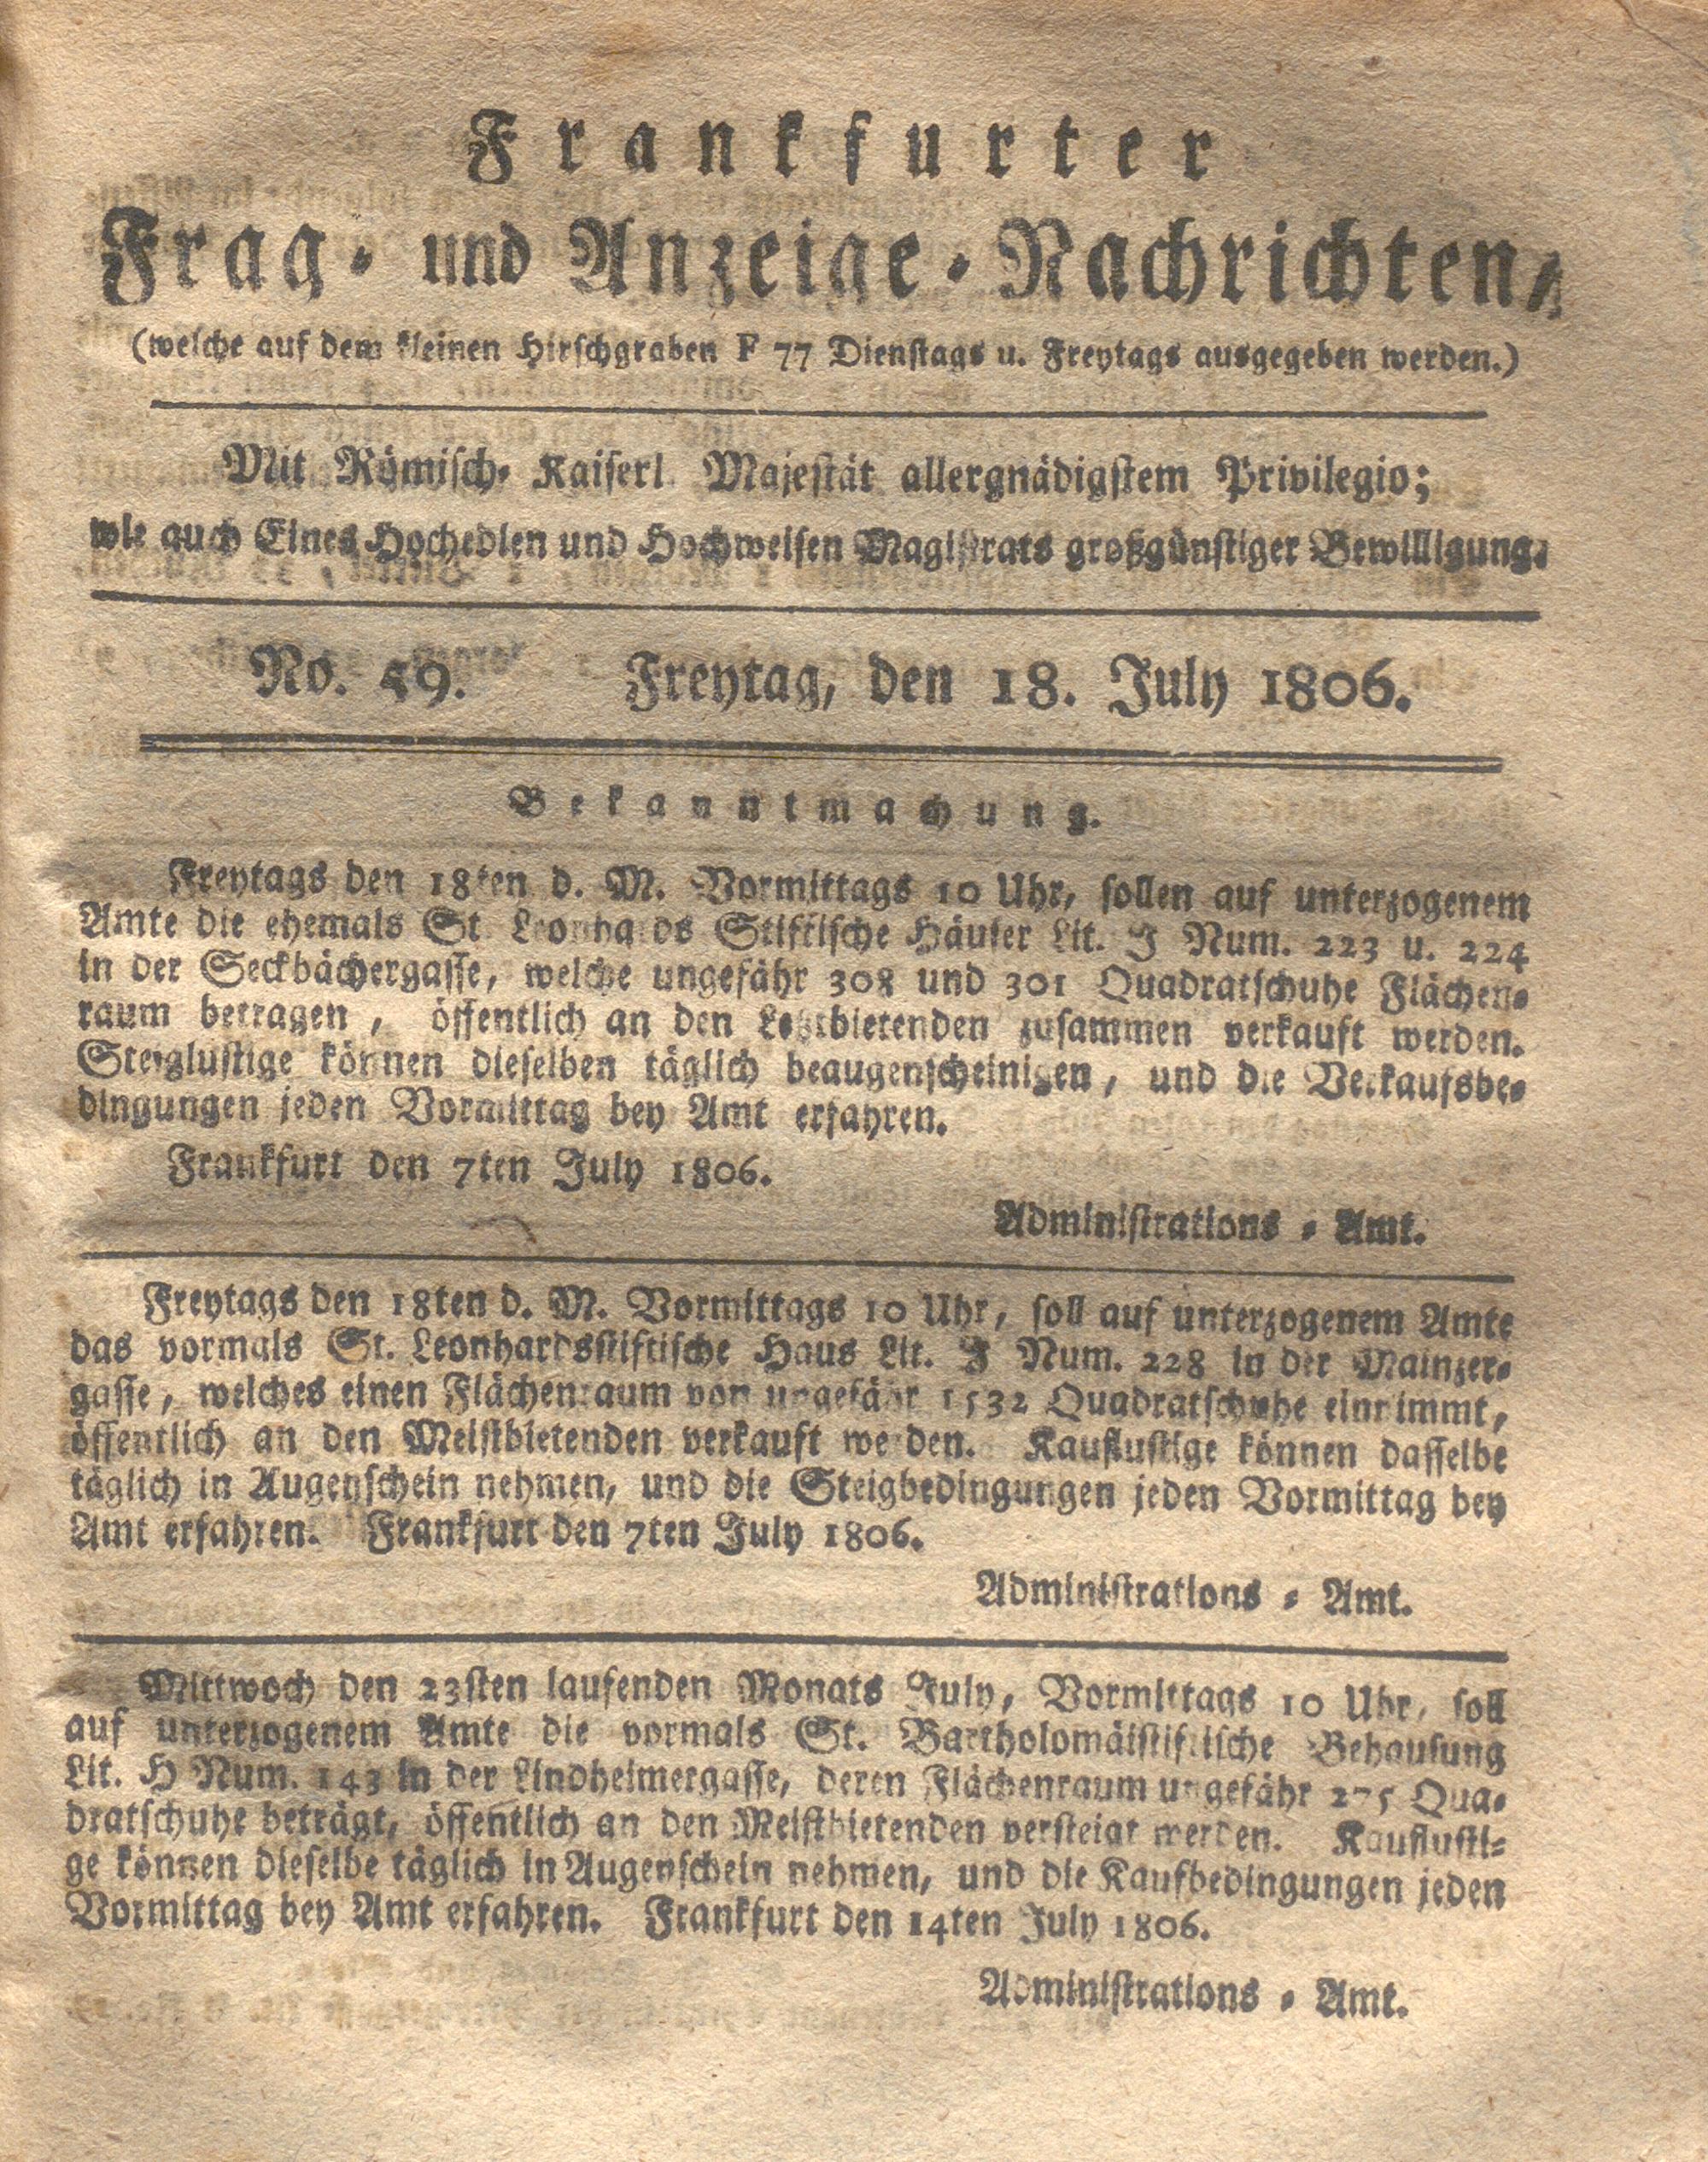 Frankfurter
Frag- und Anzeige-Nachrichten,
(welche auf dem kleinen Hirschgraben F 77 Dienstags u. Freytags ausgegeben werden.)
Mit Römisch-Kaiserl. Majestät allergnädigstem Privilegio;
wie auch Eines Hochedlen und Hochweisen Magistrats großgünstiger Bewilligung.
No. 59. Freytag, den 18. July 1806.
Bekanntmachung.
Freytags den 18ten d. M. Vormittags 10 Uhr, sollen auf unterzogenem
Amte die ehemals St. Leonhards Stiftische Häuser Lit. J Num. 223 u. 224
in der Seckbächergasse, welche ungefähr 308 und 301 Quadratschuhe Flächen-
raum betragen, öffentlich an den Letztbietenden zusammen verkauft werden.
Steiglustige können dieselben täglich beaugenscheinigen, und die Verkaufsbe-
dingungen jeden Vormittag bey Amt erfahren.
Frankfurt den 7ten July 1806.
Administrations-Amt.
Freytags den 18ten d. M. Vormittags 10 Uhr, soll auf unterzogenem Amte
das vormals St. Leonhardsstiftische Haus Lit. J Num. 228 in der Mainzer-
gasse, welches einen Flächenraum von ungefähr 1532 Quadratschuhe einnimmt,
öffentlich an den Meistbietenden verkauft werden. Kauflustige können dasselbe
täglich in Augenschein nehmen, und die Steigbedingungen jeden Vormittag bey
Amt erfahren. Frankfurt den 7ten July 1806.
Administrations-Amt.
Mittwoch den 23sten laufenden Monats July, Vormittags 10 Uhr, soll
auf unterzogenem Amte die vormals St. Bartholomäistiftische Behausung
Lit. H Num. 143 in der Lindheimergasse, deren Flächenraum ungefähr 275 Qua-
dratschuhe beträgt, öffentlich an den Meistbietenden versteigt werden. Kauflusti-
ge können dieselbe täglich in Augenschein nehmen, und die Kaufbedingungen jeden
Vormittag bey Amt erfahren. Frankfurt den 14ten July 1806.
Administrations-Amt.